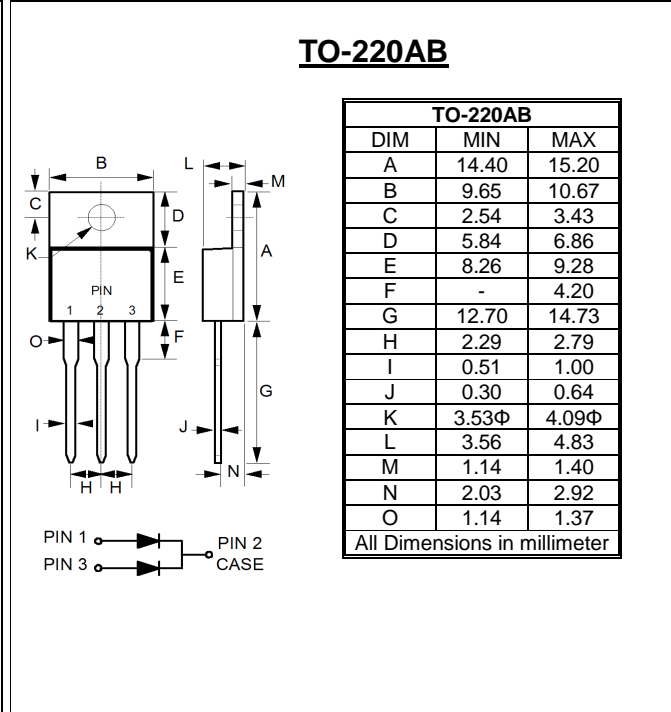 TO-220AB
B
L
M
C
D
A
K
E
PIN
1 2 3
O
F
G
I
J
N
H H
PIN 1
PIN 3
PIN 2
CASE
TO-220AB
DIM MIN MAX
A 14.40 15.20
B 9.65 10.67
C 2.54 3.43
D 5.84 6.86
E 8.26 9.28
F - 4.20
G 12.70 14.73
H 2.29 2.79
I 0.51 1.00
J 0.30 0.64
K 3.53Φ 4.09Φ
L 3.56 4.83
M 1.14 1.40
N 2.03 2.92
O 1.14 1.37
All Dimensions in millimeter